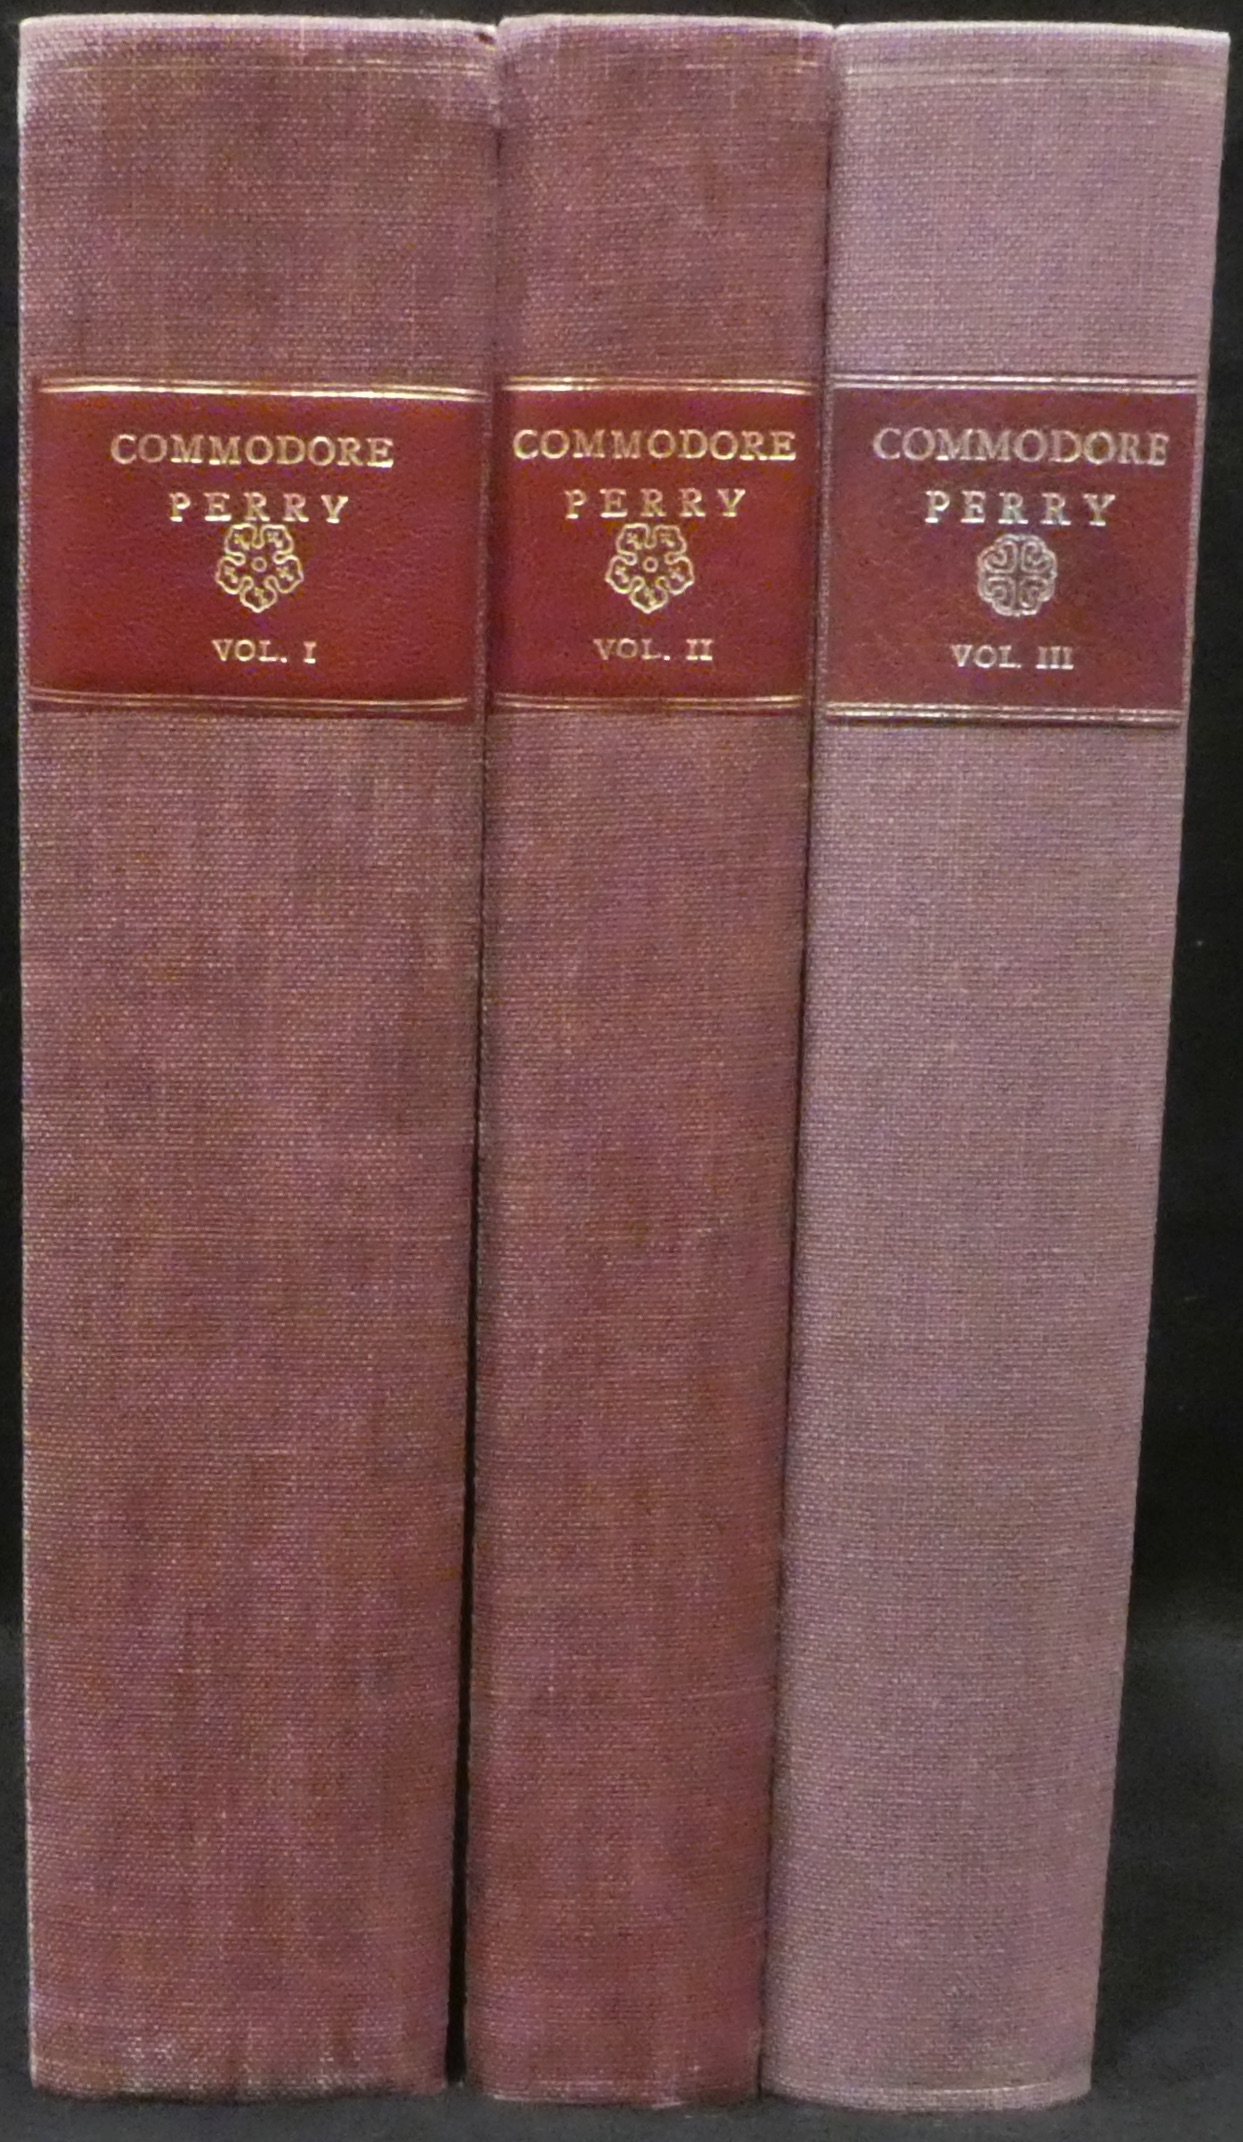 COMMODORE
PERRY
VOL. I
COMMODORE
PERRY
VOL. II
COMMODORE
PERRY
VOL. III